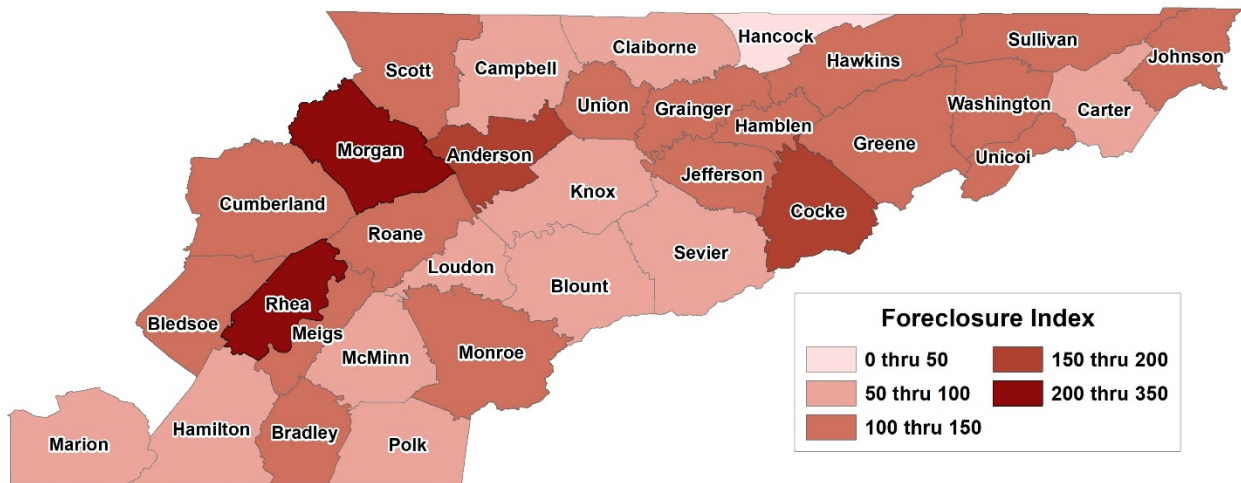 Hancock
Sullivan
Claiborne
Johnson
Hawkins
Campbell
Scott
Union
Grainger
Washington
Carter
Hamblen
Greene
Morgan
Anderson
Unicoi
Jefferson
Knox
Cumberland
Cocke
Roane
Sevier
Loudon
Blount
Rhea
Bledsoe
Meigs
McMinn
Monroe
Hamilton
Bradley
Marion
Polk
Foreclosure Index
0 thru 50
50 thru 100
100 thru 150
150 thru 200
200 thru 350